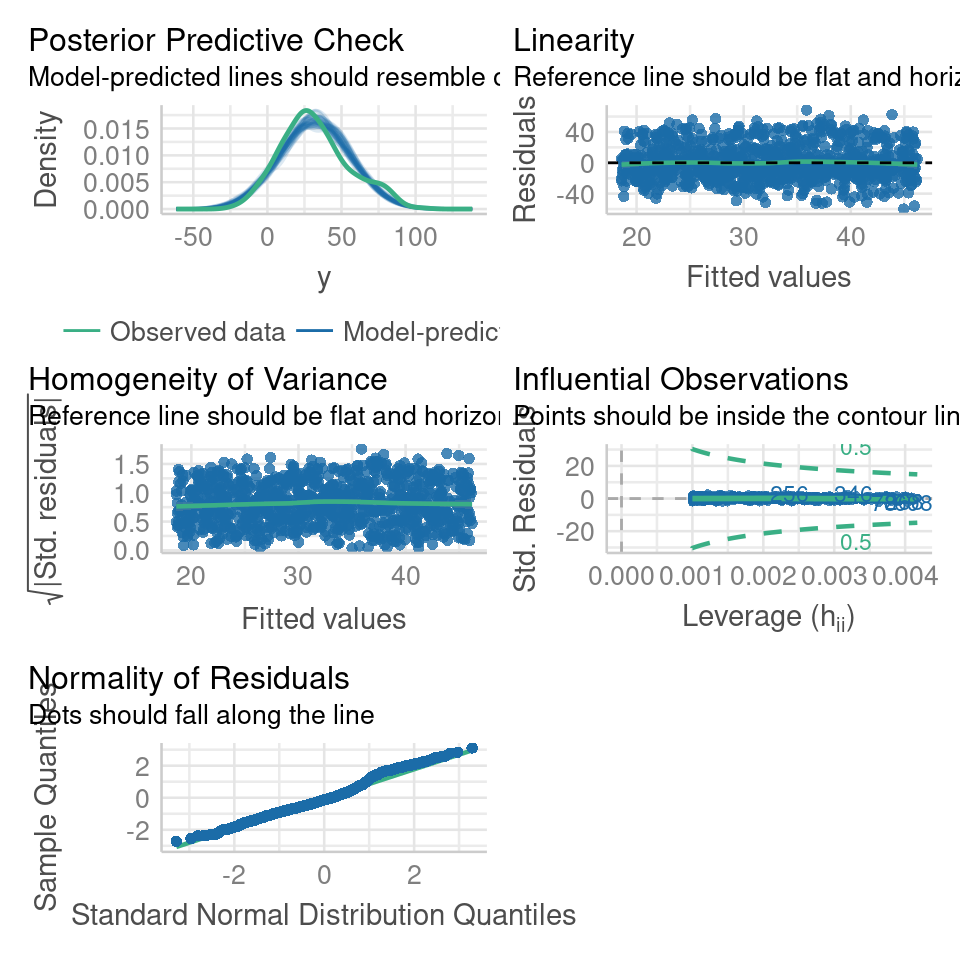 Posterior Predictive Check
Model-predicted lines should resemble
Density
0.015
0.010
0.005
0.000
-50 0 50 100
y
Observed data Model-predic
Linearity
Reference line should be flat and horiz
Residuals
40
0
-40
20 30 40
Fitted values
Homogeneity of Variance
Reference line should be flat and horizon
√|Std. residuals|
1.5
1.0
0.5
0.0
20 30 40
Fitted values
Influential Observations
Points should be inside the contour lin
Std. Residuals
20
0
-20
0.5
256 346
0.5
0.000 0.001 0.002 0.003 0.004
Leverage (hii)
Normality of Residuals
Dots should fall along the line
Sample Quantiles
2
0
-2
-2 0 2
Standard Normal Distribution Quantiles